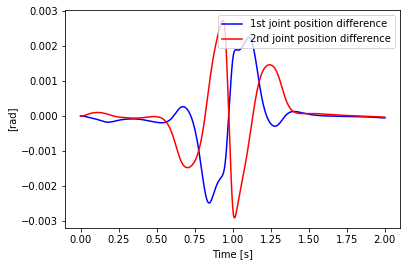 1st joint position difference
2nd joint position difference
0.003
0.002
0.001
0.000
−0.001
−0.002
−0.003
[rad]
0.00 0.25 0.50 0.75 1.00 1.25 1.50 1.75 2.00
Time [s]